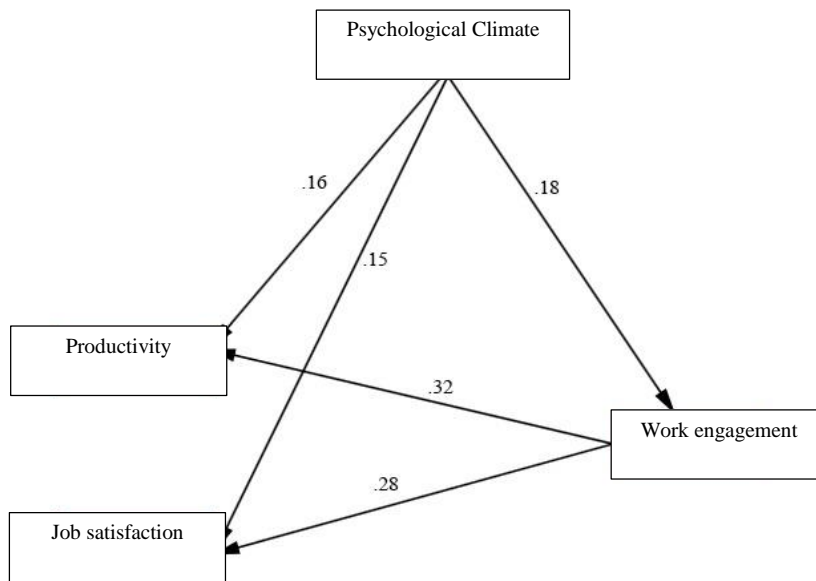 Psychological Climate
.16
.18
.15
Productivity
.32
Work engagement
.28
Job satisfaction